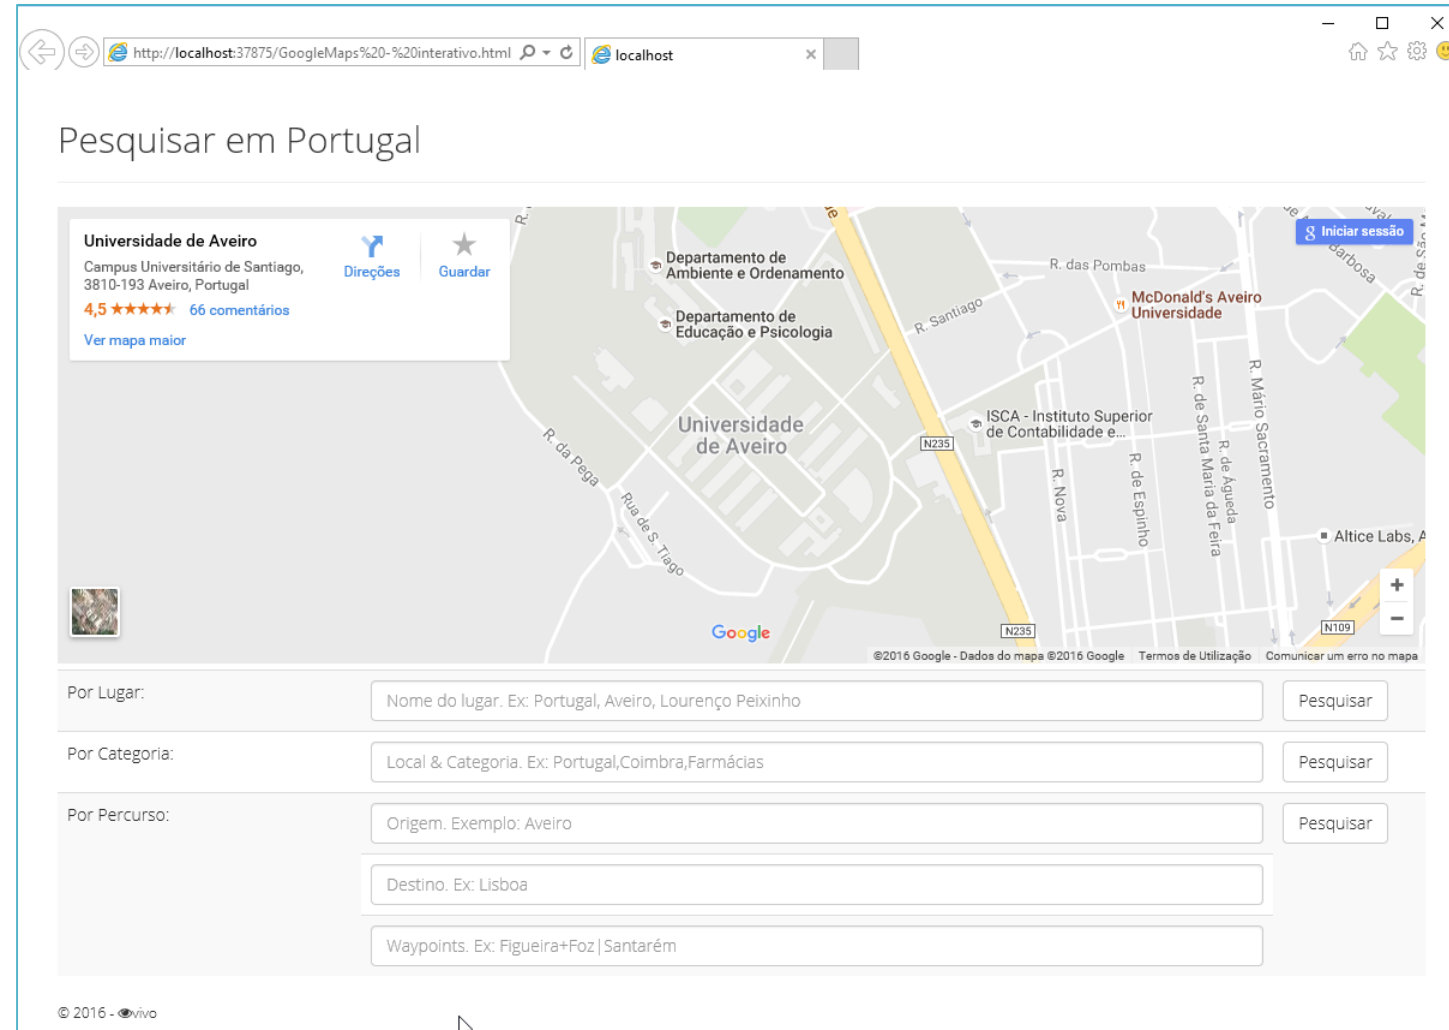 http://localhost:37875/GoogleMaps%20-%20interativo.html
localhost
Pesquisar em Portugal
Universidade de Aveiro
Campus Universitário de Santiago,
3810-193 Aveiro, Portugal
4,5
66 comentários
Ver mapa maior
Direções
Guardar
Iniciar sessão
Departamento de
Ambiente e Ordenamento
Departamento de
Educação e Psicologia
R. das Pombas
R. Santiago
McDonald's Aveiro
Universidade
Barbosa
R. de São M
Universidade
de Aveiro
ISCA - Instituto Superior
de Contabilidade e...
N235
R. da Pega
Rua de S. Tiago
R. Nova
R. de Espinho
R. de Santa Maria da Feira
R. de Águeda
R. Mário Sacramento
Altice Labs, A
Google
N235
N109
©2016 Google - Dados do mapa ©2016 Google
Termos de Utilização
Comunicar um erro no mapa
Por Lugar:
Nome do lugar. Ex: Portugal, Aveiro, Lourenço Peixinho
Pesquisar
Por Categoria:
Local & Categoria. Ex: Portugal,Coimbra,Farmácias
Pesquisar
Por Percurso:
Origem. Exemplo: Aveiro
Pesquisar
Destino. Ex: Lisboa
Waypoints. Ex: Figueira+Foz|Santarém
© 2016 - vivo